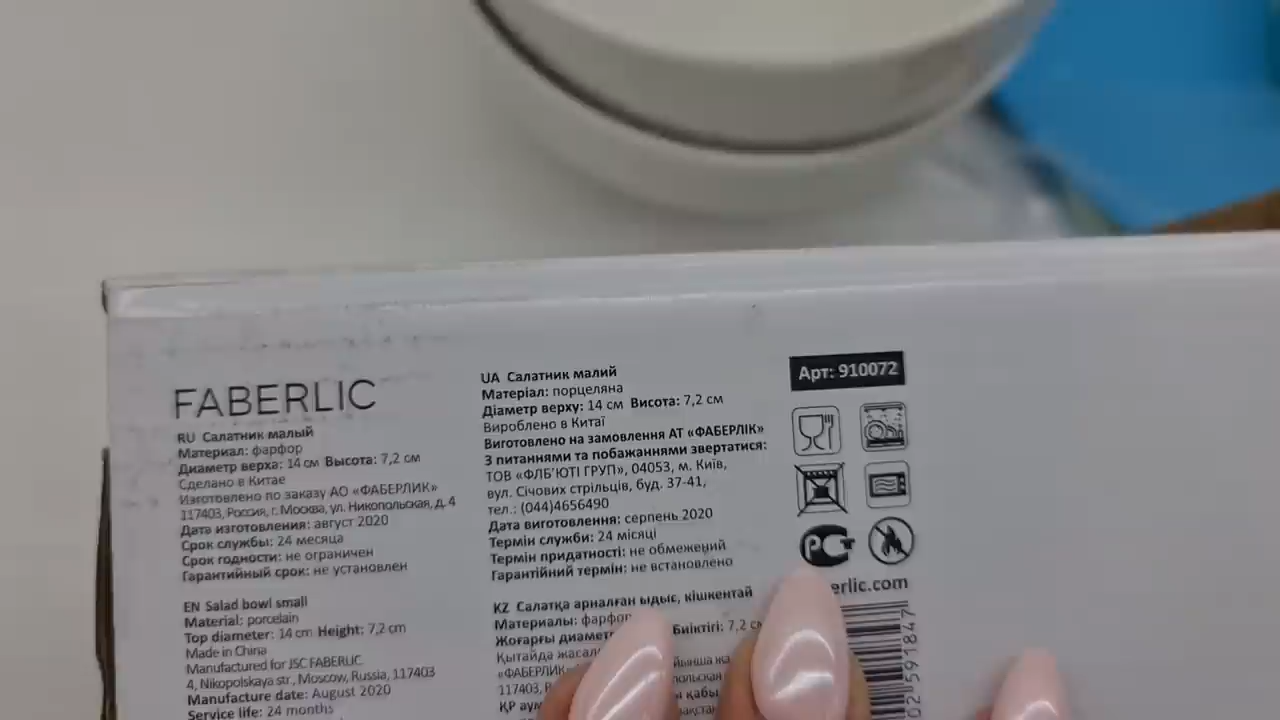 FABERLIC
RU Салатник малый
Материал: фарфор
Диаметр верха: 14 см Высота: 7,2 см
Сделано в Китае
Изготовлено по заказу АО «ФАБЕРЛИК»
117403, Россия, г. Москва, ул. Никопольская, д. 4
Дата изготовления: август 2020
Срок службы: 24 месяца
Срок годности: не ограничен
Гарантийный срок: не установлен
EN Salad bowl small
Material: porcelain
Top diameter: 14 cm Height: 7,2 cm
Made in China
Manufactured for JSC FABERLIC
4, Nikopolskaya str., Moscow, Russia, 117403
Manufacture date: August 2020
Service life: 24 months
UA Салатник малий
Матеріал: порцеляна
Діаметр верху: 14 см Висота: 7,2 см
Вироблено в Китаї
Виготовлено на замовлення АТ «ФАБЕРЛІК»
З питаннями та побажаннями звертатися:
ТОВ «ФЛБ'ЮТІ ГРУП», 04053, м. Київ,
вул. Січових стрільців, буд. 37-41,
тел.: (044)4656490
Дата виготовлення: серпень 2020
Термін служби: 24 місяці
Термін придатності: не обмежений
Гарантійний термін: не встановлено
KZ Салатқа арналған ыдыс, кішкентай
Материалы: фарфор
Жоғарғы диаметр Биіктігі: 7,2 см
Қытайда
117403,
ҚР
Арт: 910072
РСТ
erlic.com
02591847